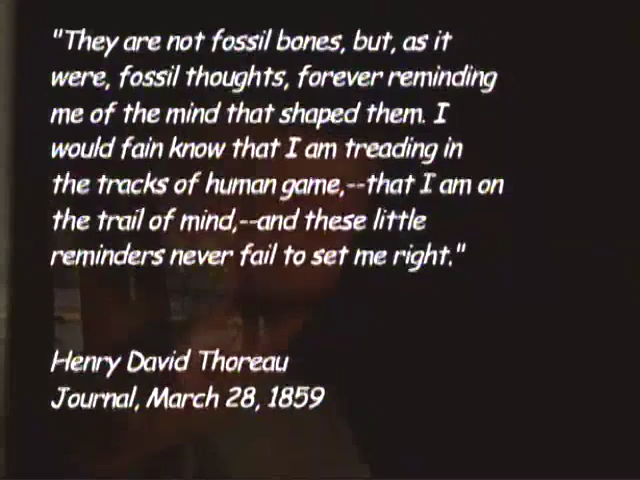 "They are not fossil bones, but, as it
were, fossil thoughts, forever reminding
me of the mind that shaped them. I
would fain know that I am treading in
the tracks of human game,--that I am on
the trail of mind,--and these little
reminders never fail to set me right."
Henry David Thoreau
Journal, March 28, 1859